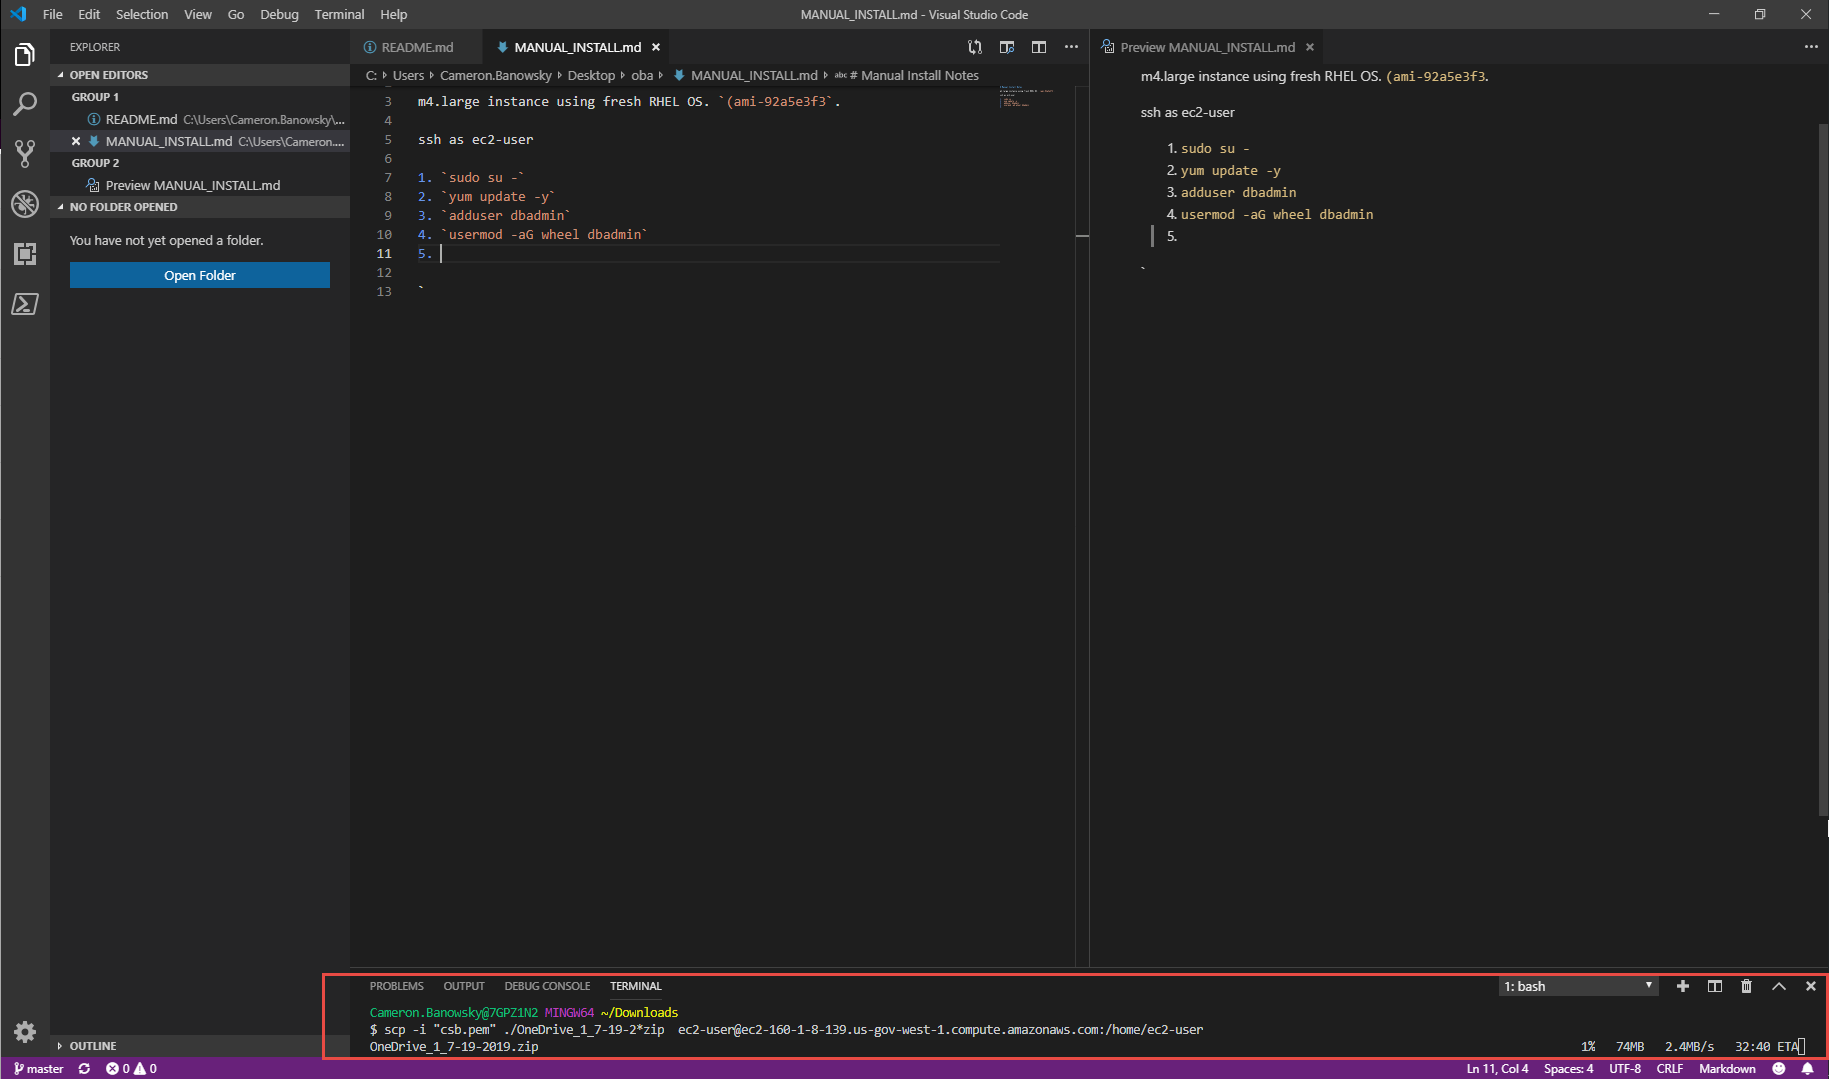 File Edit Selection View Go Debug Terminal Help
MANUAL_INSTALL.md - Visual Studio Code
EXPLORER
OPEN EDITORS
GROUP 1
README.md C:\Users\Cameron.Banowsky\...
MANUAL_INSTALL.md C:\Users\Cameron....
GROUP 2
Preview MANUAL_INSTALL.md
NO FOLDER OPENED
You have not yet opened a folder.
Open Folder
OUTLINE
README.md
MANUAL_INSTALL.md
C: Users Cameron.Banowsky Desktop oba MANUAL_INSTALL.md abc # Manual Install Notes
3 m4.large instance using fresh RHEL OS. `(ami-92a5e3f3`.
4
5 ssh as ec2-user
6
7 1. `sudo su -`
8 2. `yum update -y`
9 3. `adduser dbadmin`
10 4. `usermod -aG wheel dbadmin`
11 5.
12
13 `
Preview MANUAL_INSTALL.md
m4.large instance using fresh RHEL OS. (ami-92a5e3f3.
ssh as ec2-user
1. sudo su -
2. yum update -y
3. adduser dbadmin
4. usermod -aG wheel dbadmin
5.
`
PROBLEMS OUTPUT DEBUG CONSOLE TERMINAL
1: bash
Cameron.Banowsky@7GPZ1N2 MINGW64 ~/Downloads
$ scp -i "csb.pem" ./OneDrive_1_7-19-2*zip  ec2-user@ec2-160-1-8-139.us-gov-west-1.compute.amazonaws.com:/home/ec2-user
OneDrive_1_7-19-2019.zip 1% 74MB 2.4MB/s 32:40 ETA
master 0 0
Ln 11, Col 4 Spaces: 4 UTF-8 CRLF Markdown